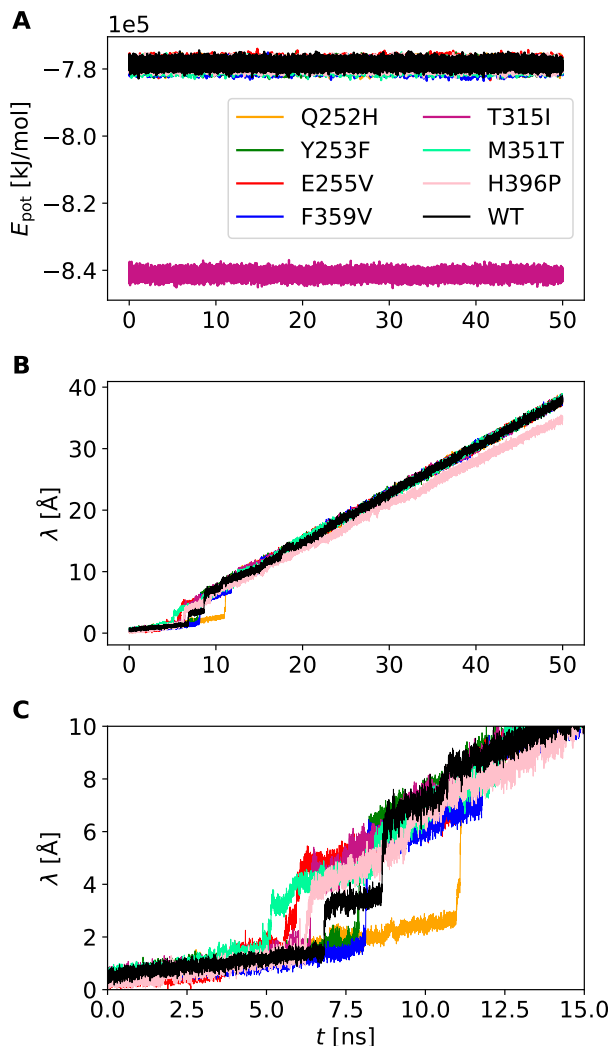 A
1e5
−7.8
−8.0
−8.2
−8.4
E_pot [kJ/mol]
Q252H
Y253F
E255V
F359V
T315I
M351T
H396P
WT
0 10 20 30 40 50
B
40
30
20
10
0
λ [Å]
0 10 20 30 40 50
C
10
8
6
4
2
0
λ [Å]
0.0 2.5 5.0 7.5 10.0 12.5 15.0
t [ns]